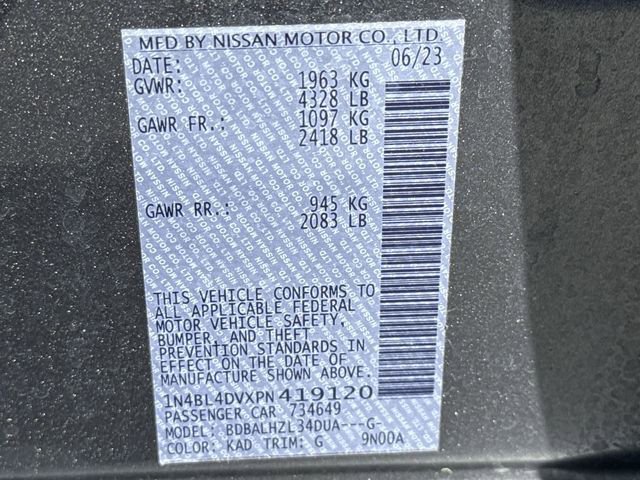 MFD BY NISSAN MOTOR CO., LTD.
DATE: 06/23
GVWR: 1963 KG
4328 LB
GAWR FR.: 1097 KG
2418 LB
GAWR RR.: 945 KG
2083 LB
THIS VEHICLE CONFORMS TO
ALL APPLICABLE FEDERAL
MOTOR VEHICLE SAFETY,
BUMPER, AND THEFT
PREVENTION STANDARDS IN
EFFECT ON THE DATE OF
MANUFACTURE SHOWN ABOVE.
1N4BL4DVXPN419120
PASSENGER CAR 734649
MODEL: BDBALHZL34DUA---G-
COLOR: KAD TRIM: G 9N00A